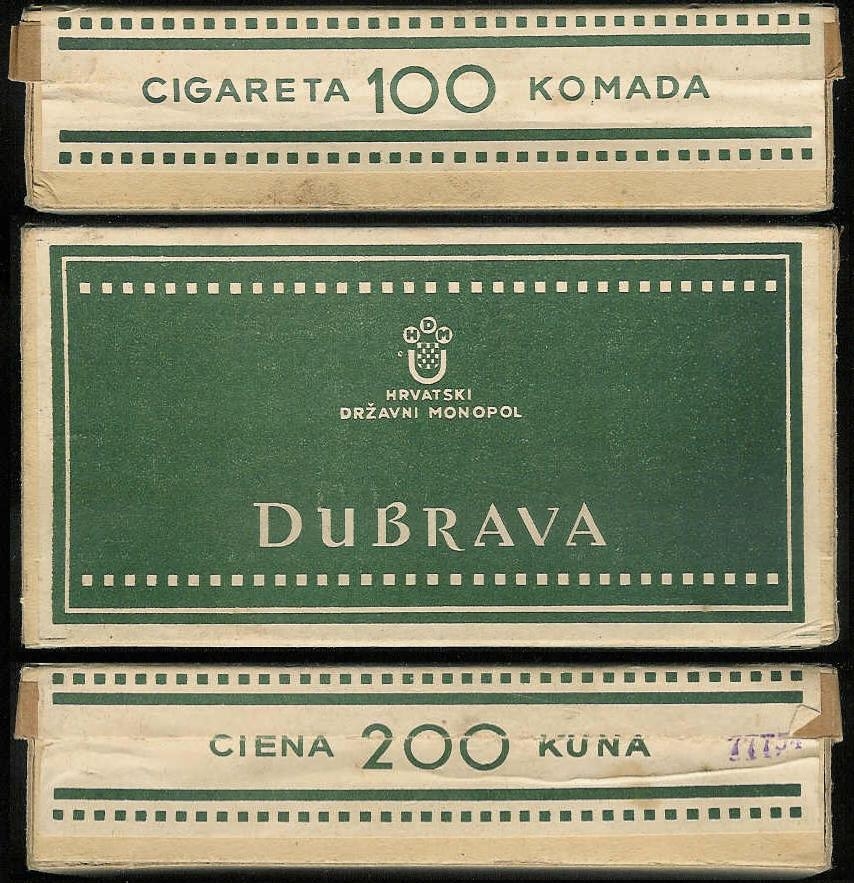 CIGARETA 100 KOMADA
HDM
HRVATSKI
DRŽAVNI MONOPOL
DUBRAVA
CIENA 200 KUNA